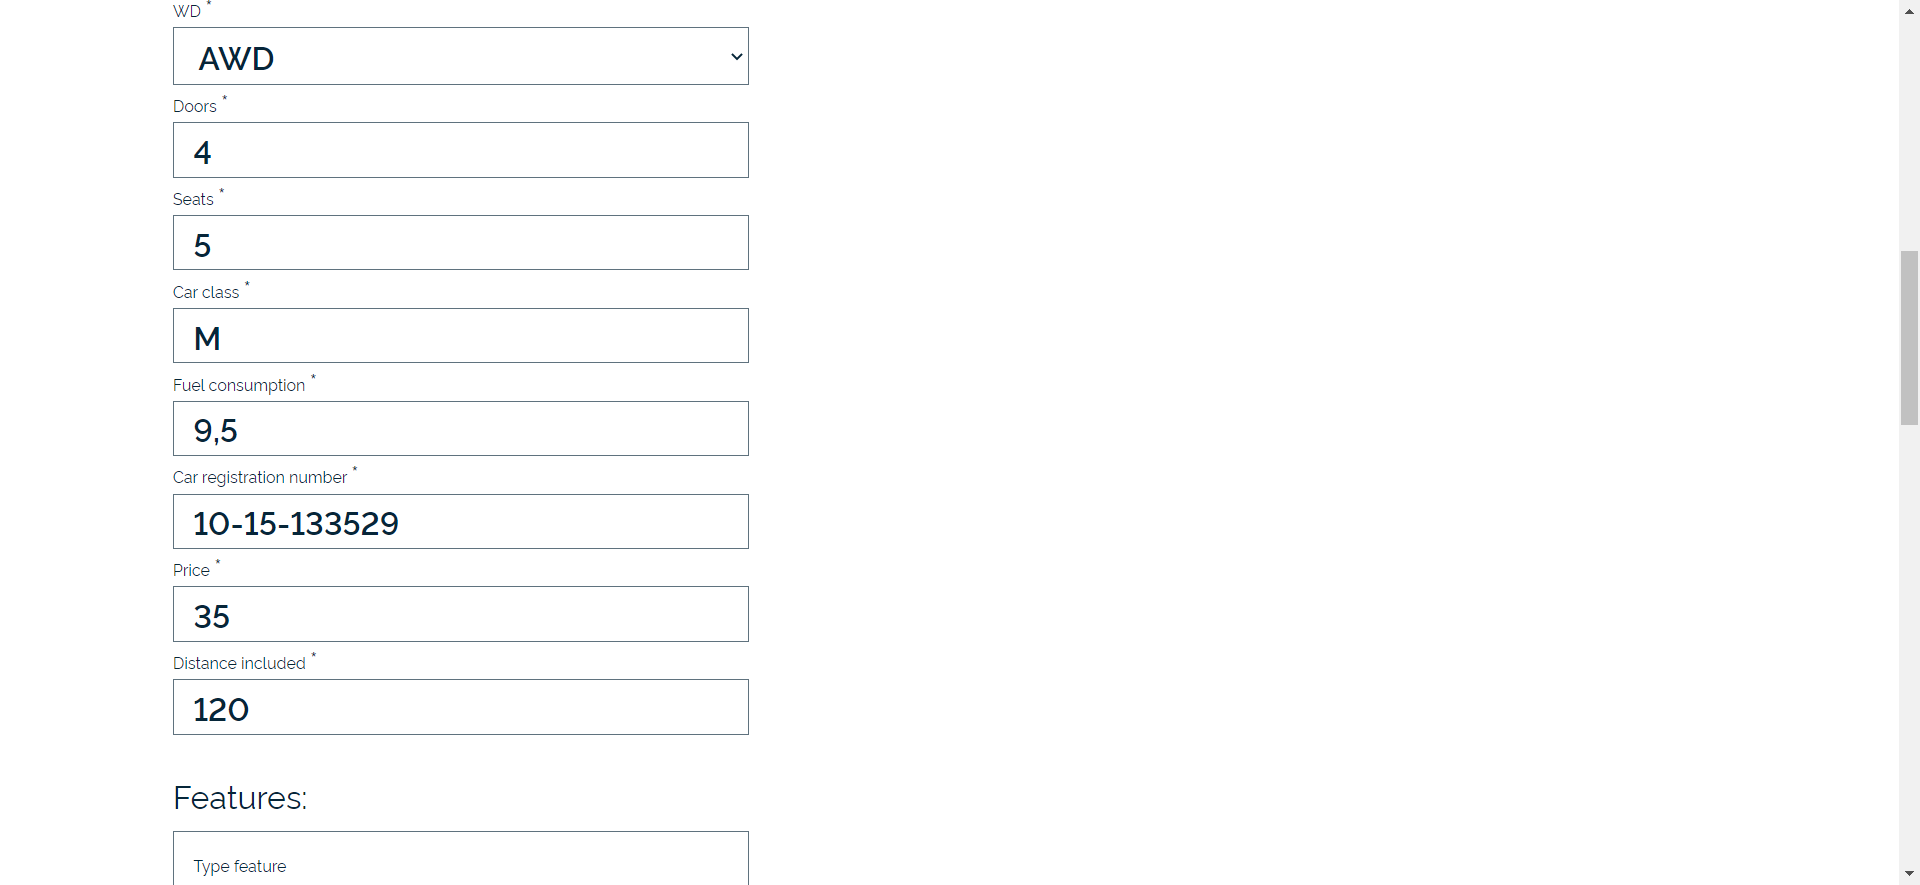 WD *
AWD
Doors *
4
Seats *
5
Car class *
M
Fuel consumption *
9,5
Car registration number *
10-15-133529
Price *
35
Distance included *
120
Features:
Type feature